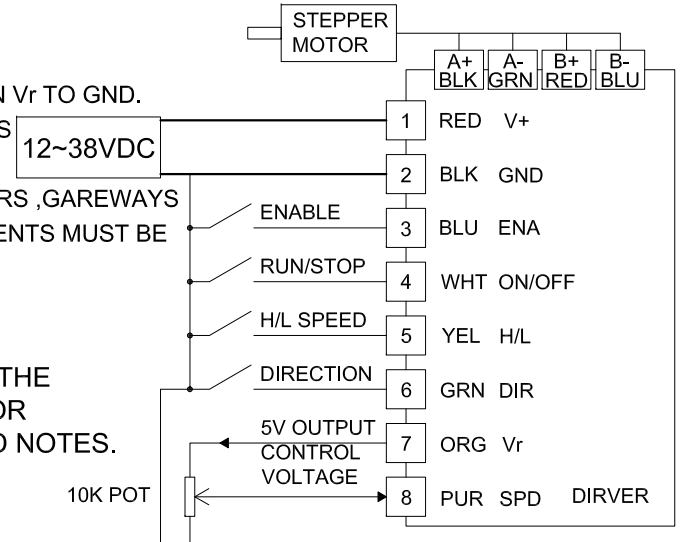 STEPPER
MOTOR
A+ A- B+ B-
BLK GRN RED BLU
N Vr TO GND.
S
12~38VDC
1 RED V+
2 BLK GND
RS ,GAREWAYS
ENTS MUST BE
ENABLE
3 BLU ENA
RUN/STOP
4 WHT ON/OFF
H/L SPEED
5 YEL H/L
THE
OR
O NOTES.
DIRECTION
6 GRN DIR
5V OUTPUT
7 ORG Vr
CONTROL
VOLTAGE
10K POT
8 PUR SPD DIRVER